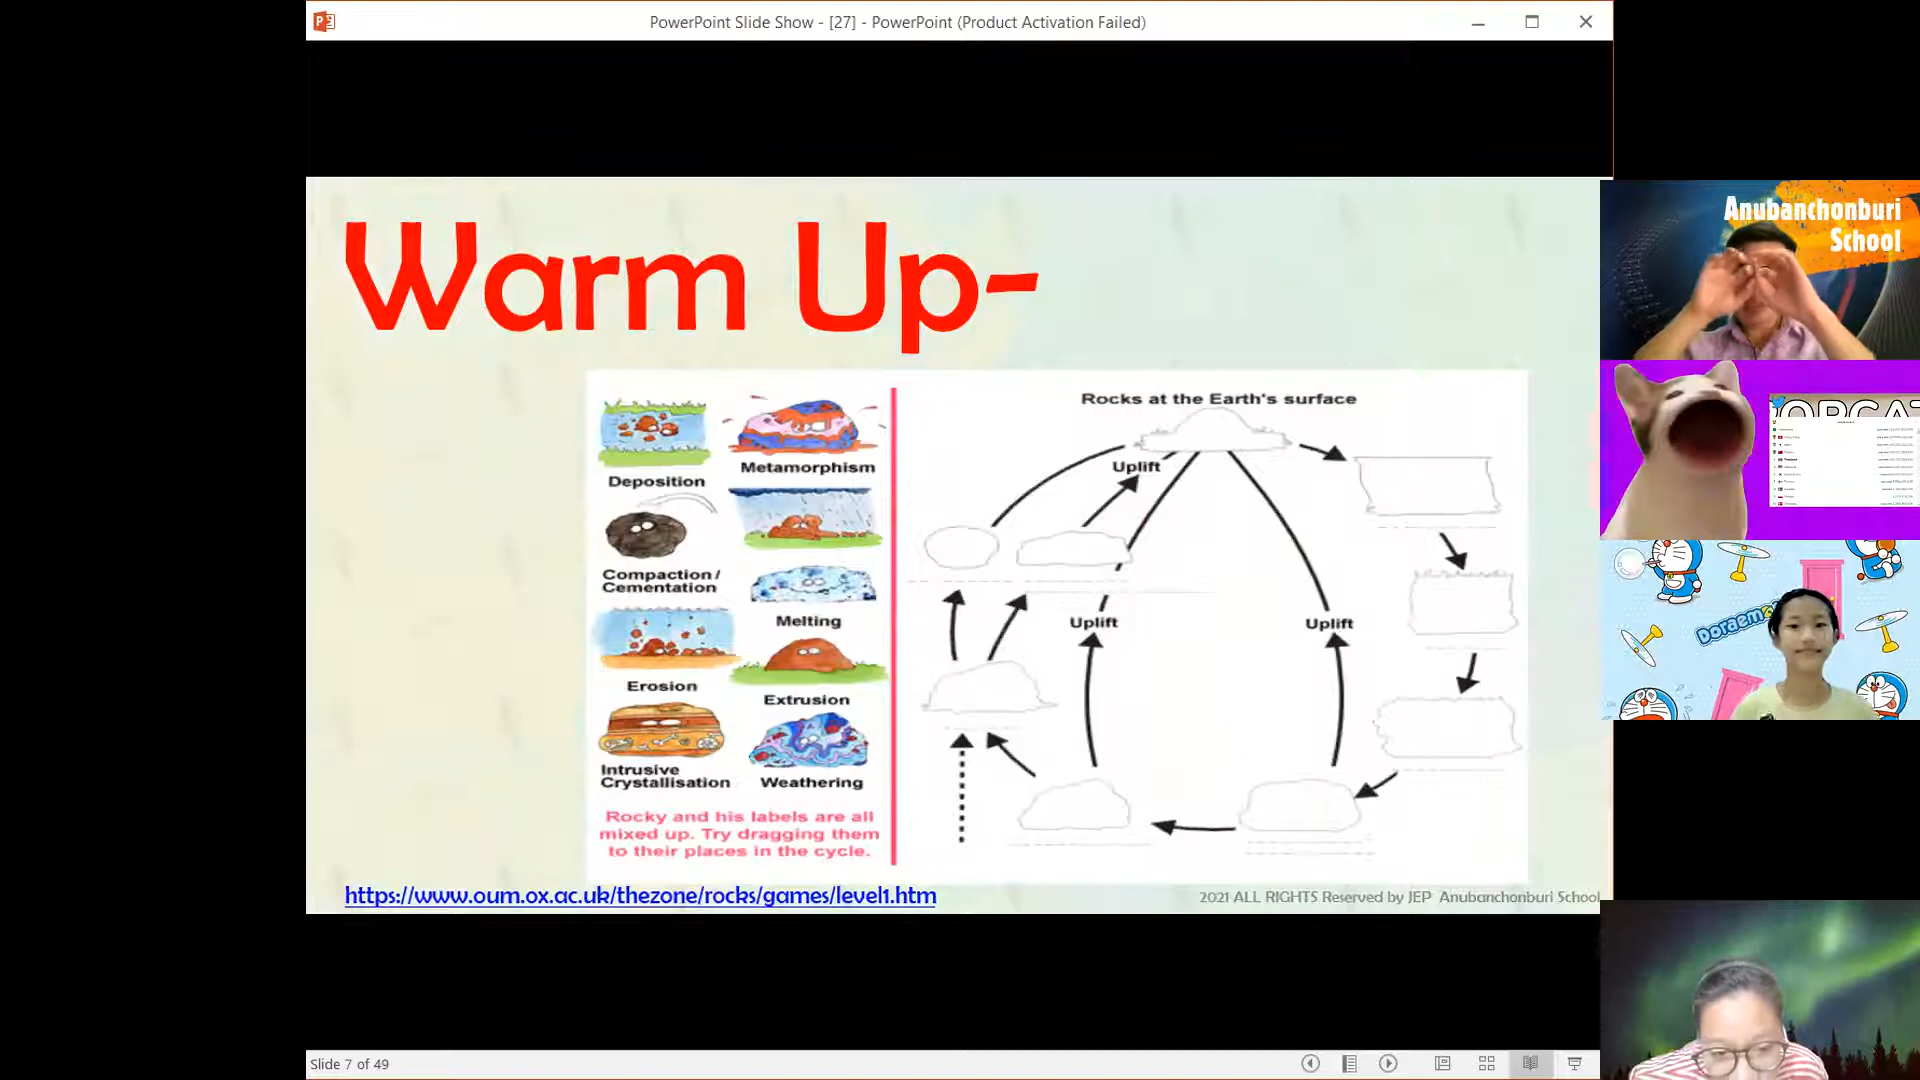 PowerPoint Slide Show - [27] - PowerPoint (Product Activation Failed)
Warm Up-
Rocks at the Earth's surface
Deposition
Metamorphism
Compaction /
Cementation
Melting
Erosion
Extrusion
Intrusive
Crystallisation
Weathering
Uplift
Uplift
Uplift
Rocky and his labels are all
mixed up. Try dragging them
to their places in the cycle.
https://www.oum.ox.ac.uk/thezone/rocks/games/level1.htm
2021 ALL RIGHTS Reserved by JEP Anubanchonburi School
Slide 7 of 49
Anubanchonburi
School
Doraemon